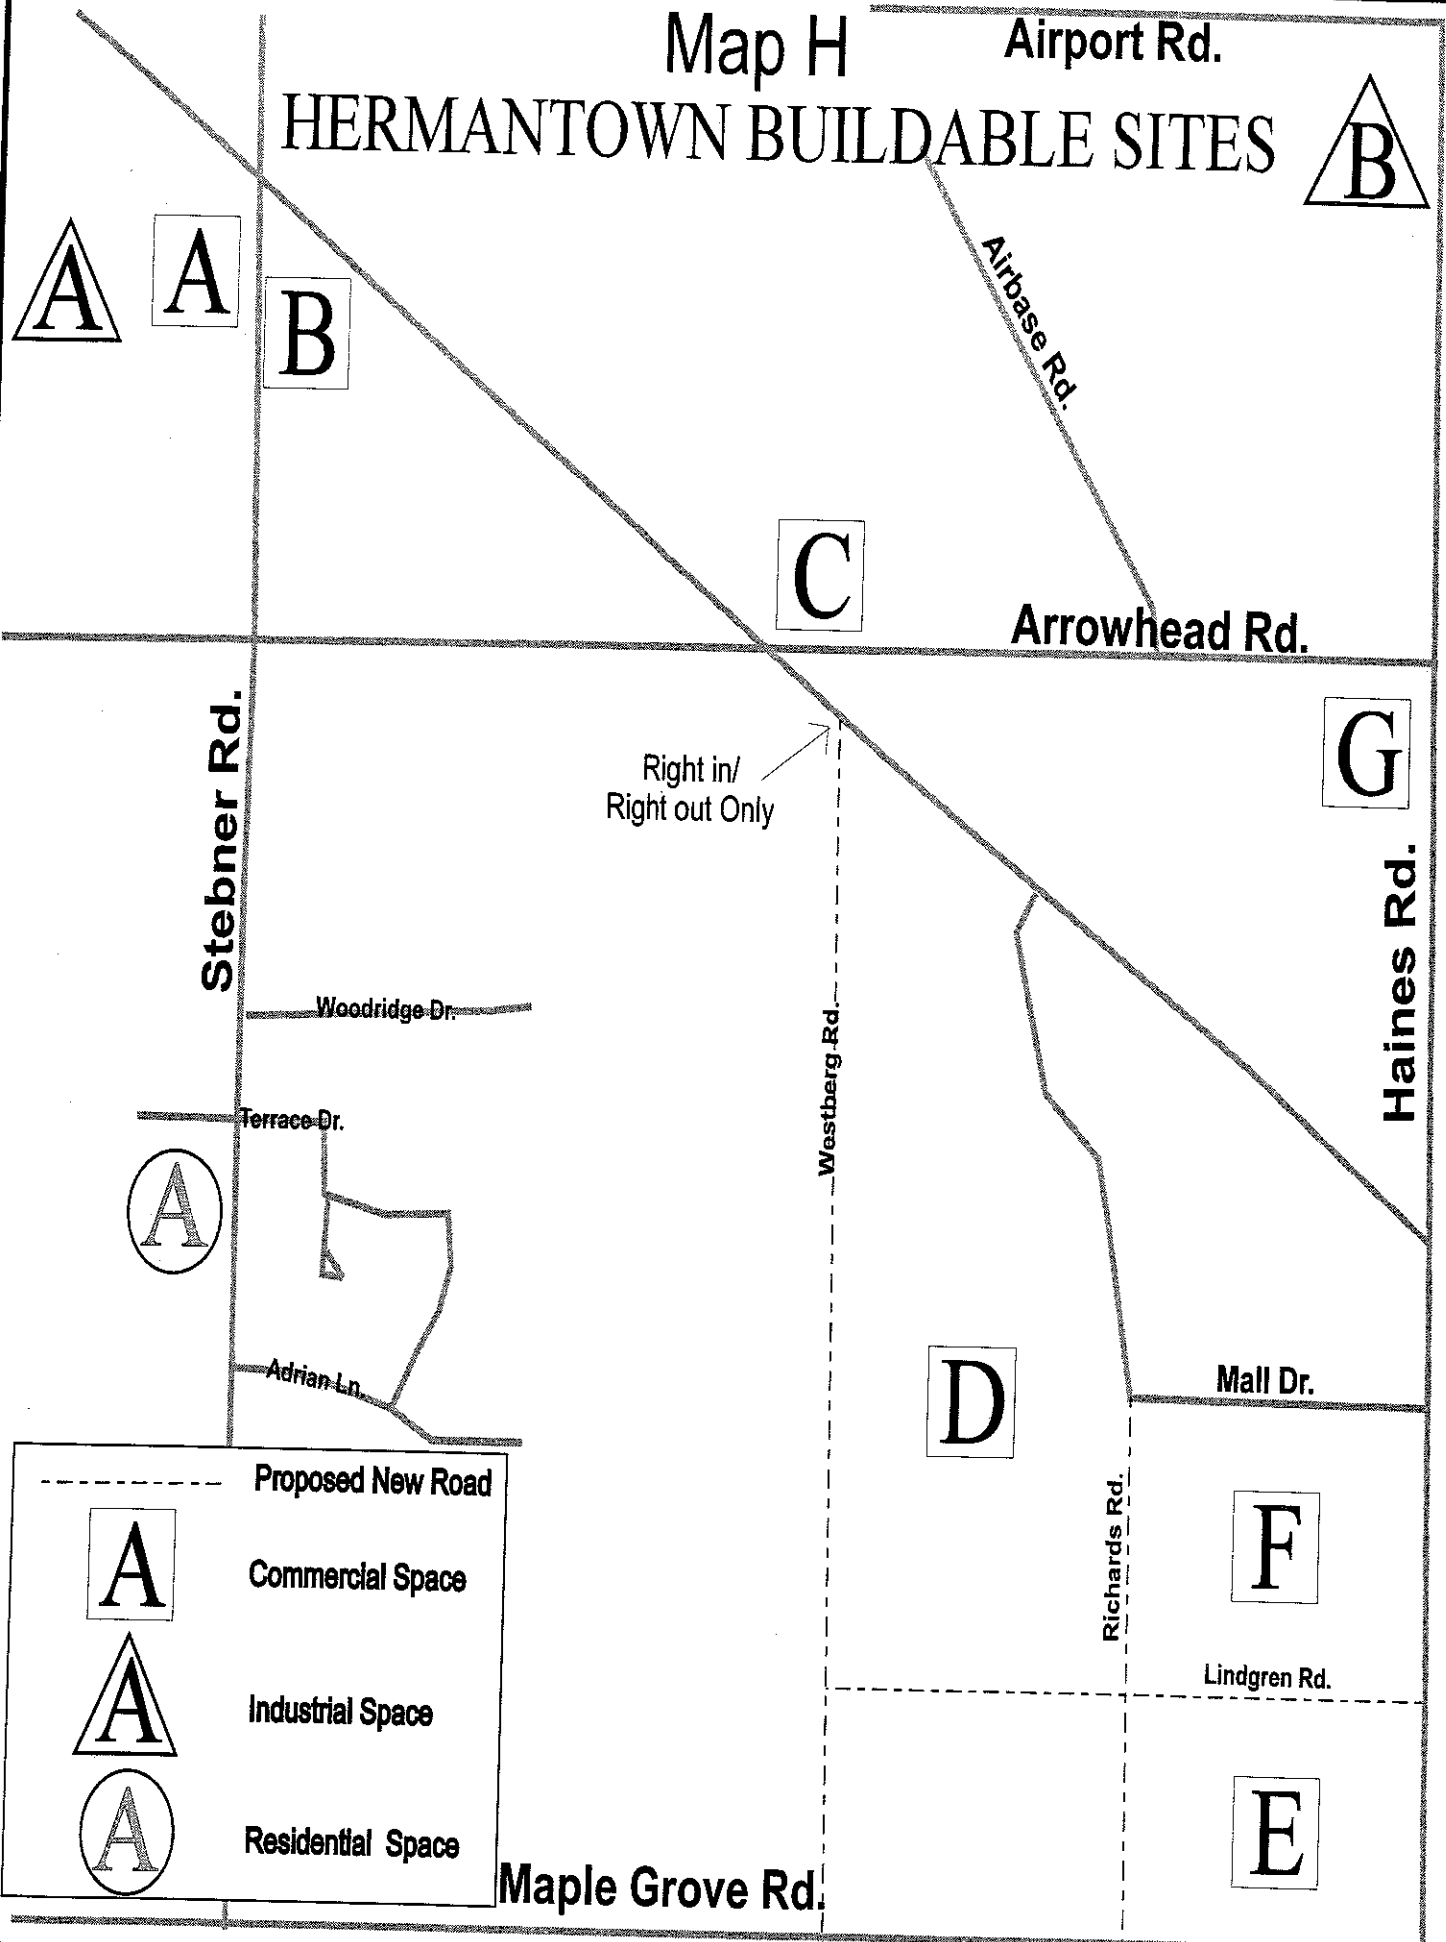 Map H
Airport Rd.
HERMANTOWN BUILDABLE SITES
B
A
A
B
Airbase Rd.
C
Arrowhead Rd.
Stebner Rd.
G
Right in/
Right out Only
Haines Rd.
Woodridge Dr.
Westberg Rd.
Terrace Dr.
A
Adrian Ln.
D
Mall Dr.
Proposed New Road
Richards Rd.
F
A
Commercial Space
Lindgren Rd.
A
Industrial Space
E
A
Residential Space
Maple Grove Rd.